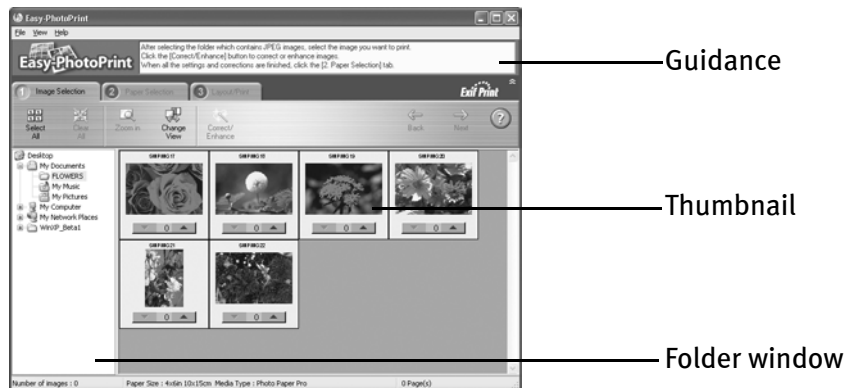 Easy-PhotoPrint
File View Help
Easy-PhotoPrint
After selecting the folder which contains JPEG images, select the image you want to print.
Click the [Correct/Enhance] button to correct or enhance images.
When all the settings and corrections are finished, click the [2. Paper Selection] tab.
Guidance
1 Image Selection
2 Paper Selection
3 Layout/Print
Exif Print
Select All
Clear All
Zoom in
Change View
Correct/ Enhance
Back
Next
?
Desktop
My Documents
FLOWERS
My Music
My Pictures
My Computer
My Network Places
WinXP_Beta1
0
0
0
0
Thumbnail
0
0
Folder window
Number of images : 0
Paper Size : 4x6in 10x15cm Media Type : Photo Paper Pro
0 Page(s)